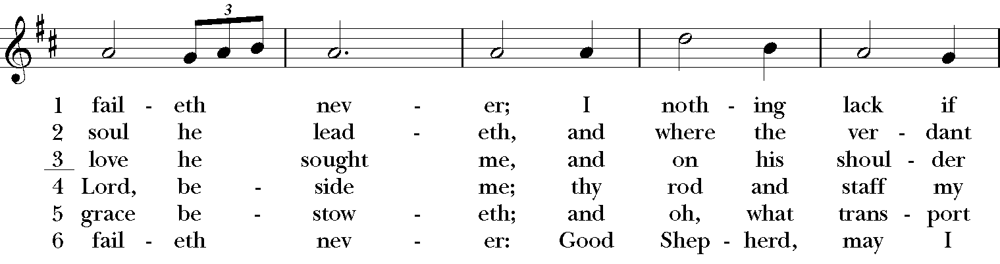 3
1 fail - eth nev - er; I noth - ing lack if
2 soul he lead - eth, and where the ver - dant
3 love he sought me, and on his shoul - der
4 Lord, be - side me; thy rod and staff my
5 grace be - stow - eth; and oh, what trans - port
6 fail - eth nev - er: Good Shep - herd, may I